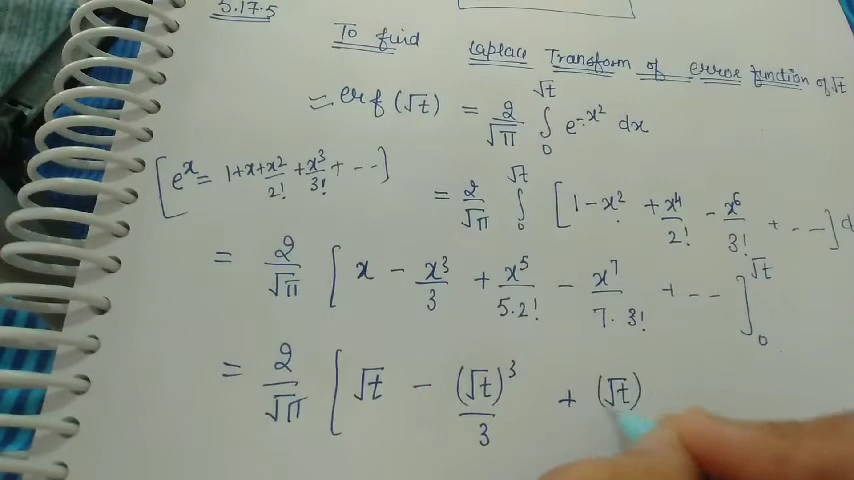 5.17.5
To find Laplace Transform of error function of √t
= erf (√t) = 2/√π ∫₀^√t e^-x² dx
[e^x = 1+x+x²/2! + x³/3! + - -]
= 2/√π ∫₀^√t [1 - x² + x⁴/2! - x⁶/3! + - -] d
= 2/√π [x - x³/3 + x⁵/5·2! - x⁷/7·3! + - -]₀^√t
= 2/√π [√t - (√t)³/3 + (√t)